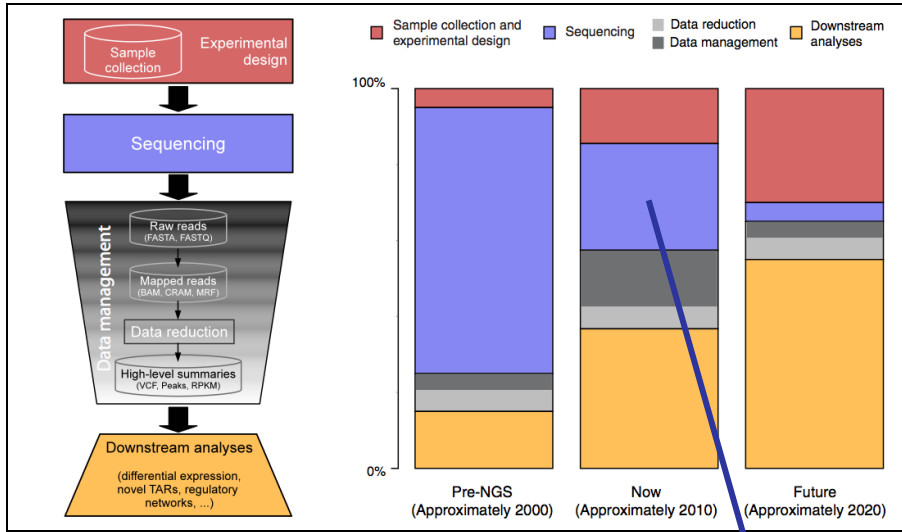 Sample
collection
Experimental
design
Sequencing
Data management
Raw reads
(FASTA, FASTQ)
Mapped reads
(BAM, CRAM, MRF)
Data reduction
High-level summaries
(VCF, Peaks, RPKM)
Downstream analyses
(differential expression,
novel TARs, regulatory
networks, ...)
Sample collection and
experimental design
Sequencing
Data reduction
Data management
Downstream
analyses
100%
0%
Pre-NGS
(Approximately 2000)
Now
(Approximately 2010)
Future
(Approximately 2020)